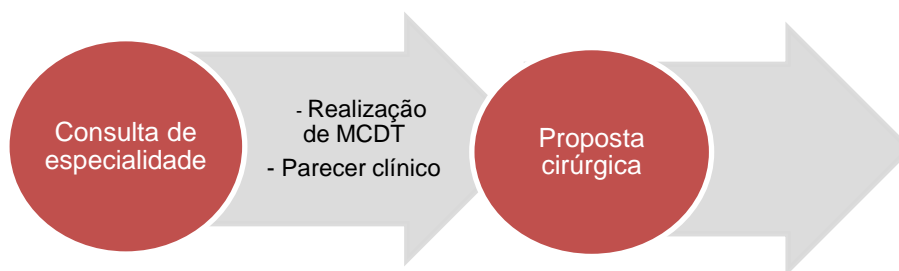 Consulta de
especialidade
- Realização
de MCDT
- Parecer clínico
Proposta
cirúrgica